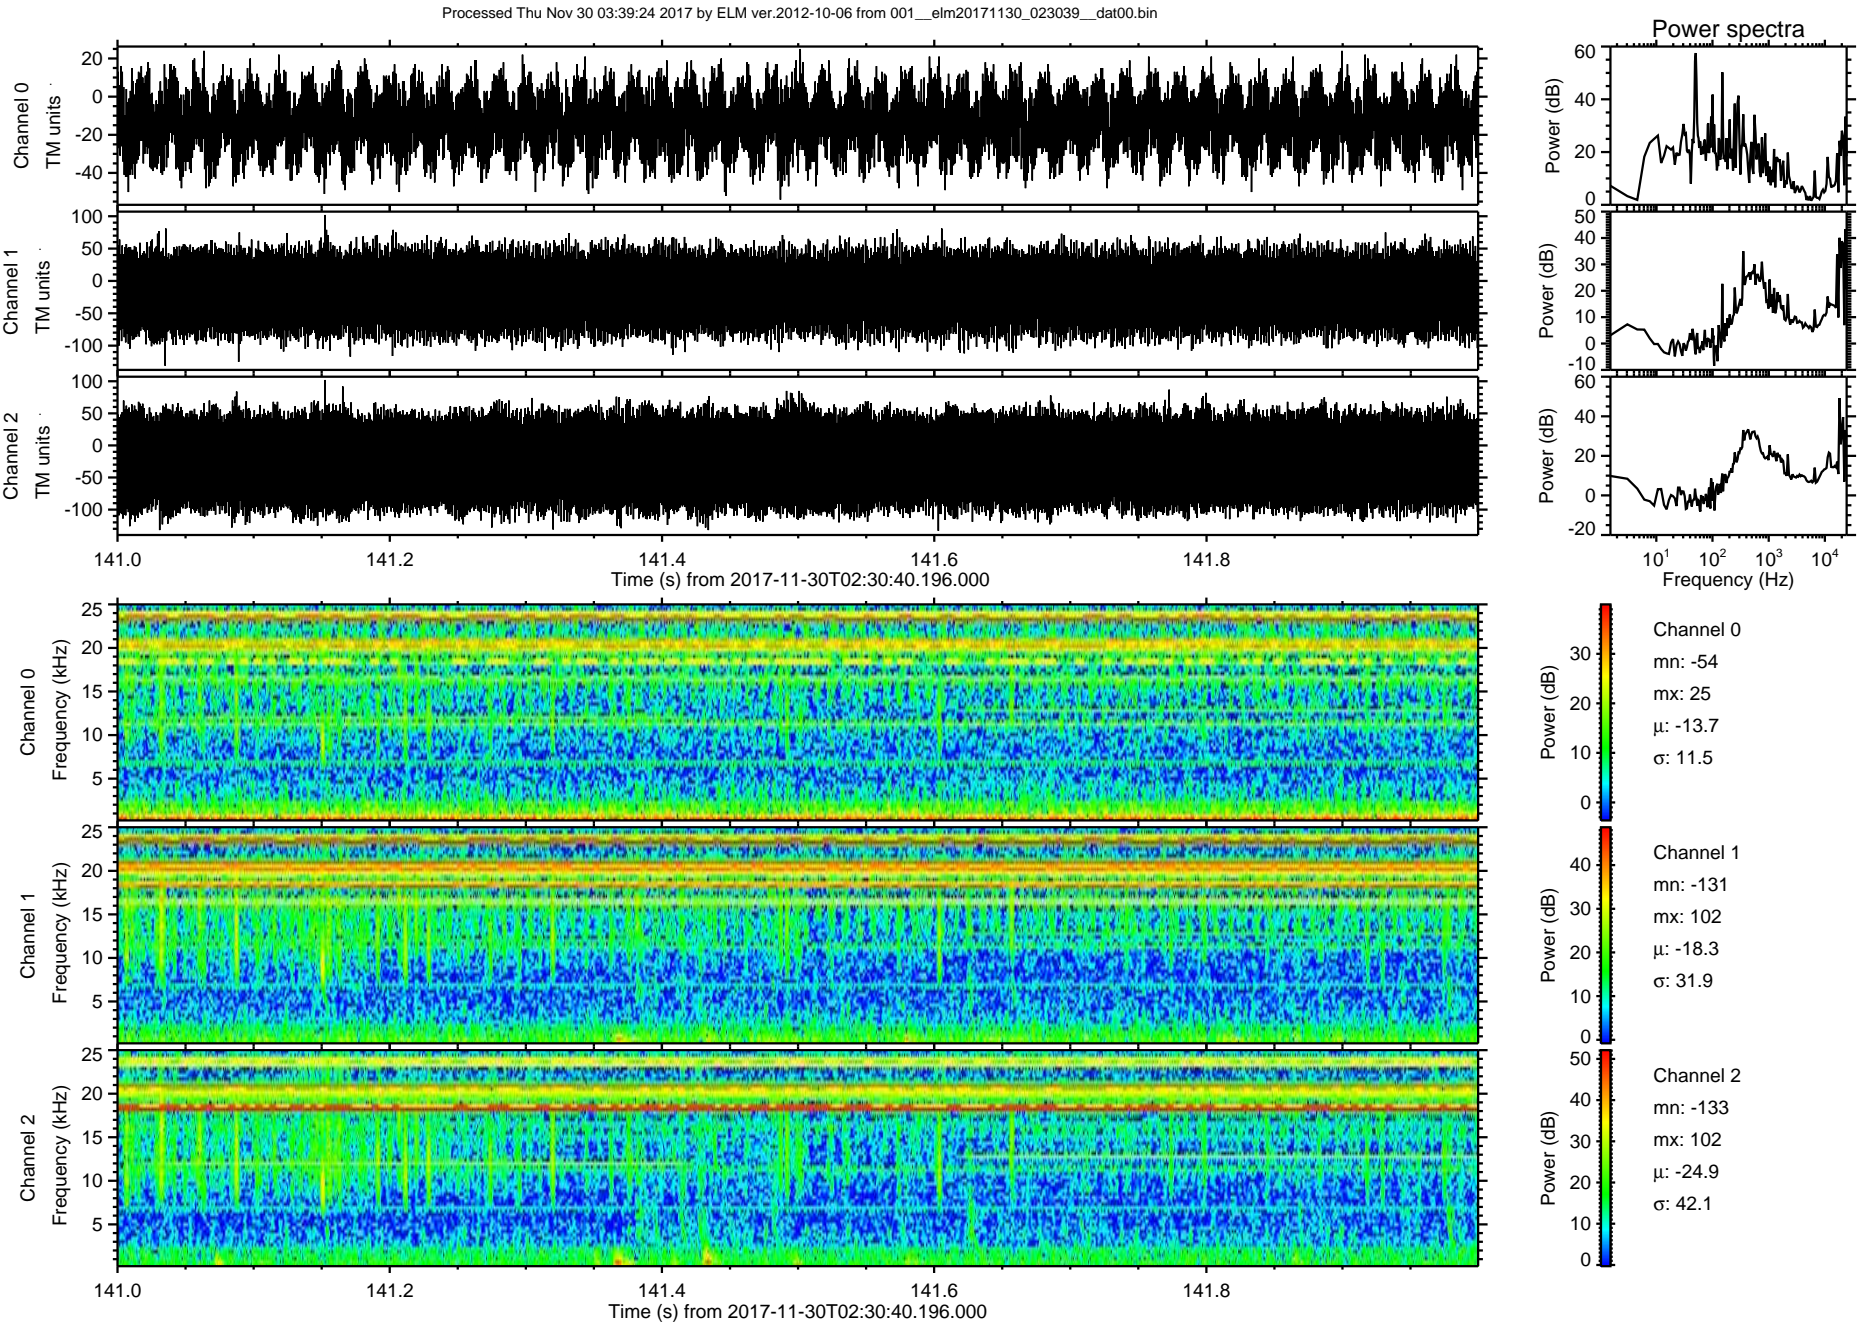 Processed Thu Nov 30 03:39:24 2017 by ELM ver.2012-10-06 from 001__elm20171130_023039__dat00.bin
Power spectra
Channel 0
TM units
20
0
-20
-40
Power (dB)
60
40
20
0
Channel 1
TM units
100
50
0
-50
-100
Power (dB)
50
40
30
20
10
0
-10
Channel 2
TM units
100
50
0
-50
-100
Power (dB)
60
40
20
0
-20
141.0 141.2 141.4 141.6 141.8
Time (s) from 2017-11-30T02:30:40.196.000
10¹ 10² 10³ 10⁴
Frequency (Hz)
Channel 0
Frequency (kHz)
25
20
15
10
5
Power (dB)
30
20
10
0
Channel 0
mn: -54
mx: 25
μ: -13.7
σ: 11.5
Channel 1
Frequency (kHz)
25
20
15
10
5
Power (dB)
40
30
20
10
0
Channel 1
mn: -131
mx: 102
μ: -18.3
σ: 31.9
Channel 2
Frequency (kHz)
25
20
15
10
5
Power (dB)
50
40
30
20
10
0
Channel 2
mn: -133
mx: 102
μ: -24.9
σ: 42.1
141.0 141.2 141.4 141.6 141.8
Time (s) from 2017-11-30T02:30:40.196.000